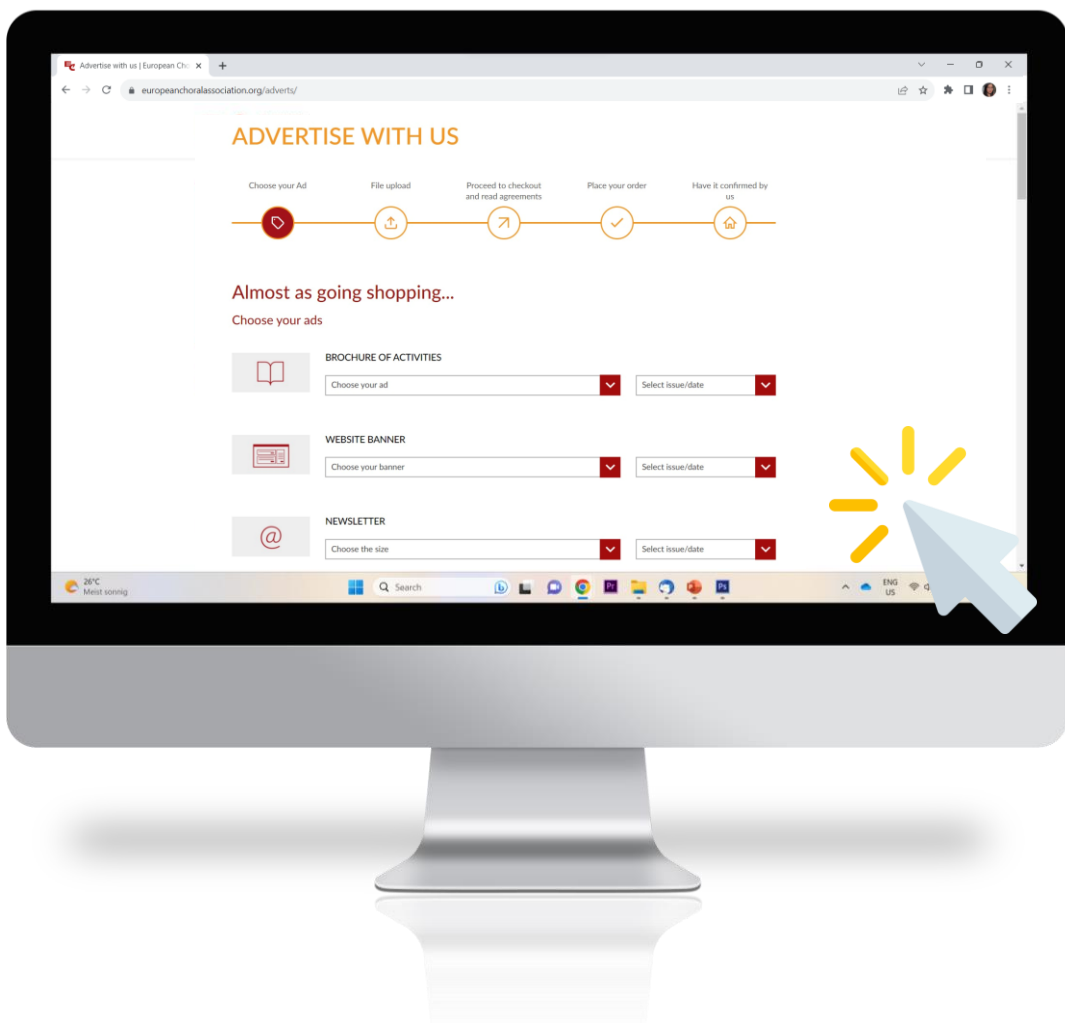 Advertise with us | European Cho
europeanchoralassociation.org/adverts/
ADVERTISE WITH US
Choose your Ad
File upload
Proceed to checkout
and read agreements
Place your order
Have it confirmed by
us
Almost as going shopping...
Choose your ads
BROCHURE OF ACTIVITIES
Choose your ad
Select issue/date
WEBSITE BANNER
Choose your banner
Select issue/date
@
NEWSLETTER
Choose the size
Select issue/date
26°C
Meist sonnig
Search
b
Pr
P
Ps
ENG
US